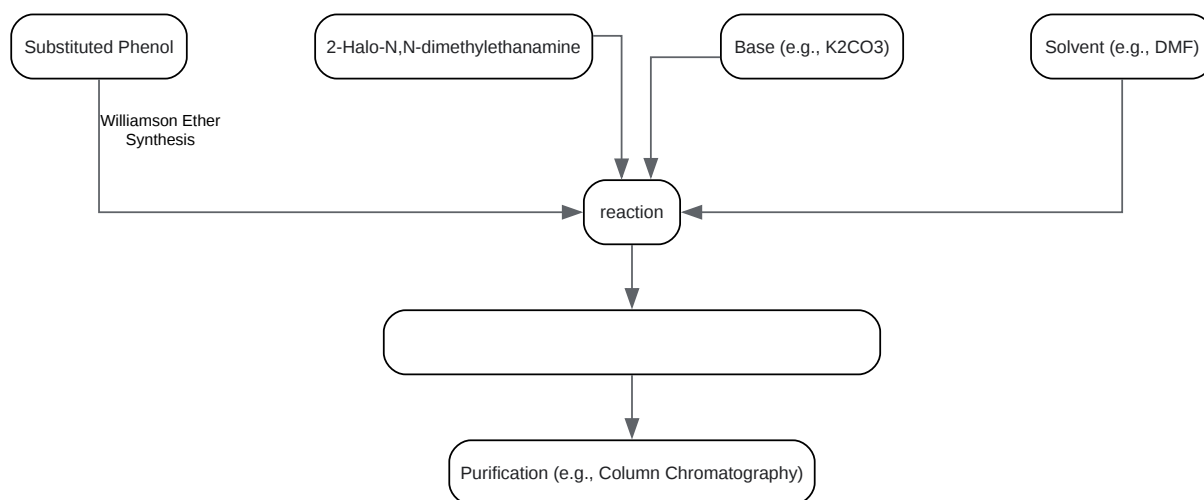 Substituted Phenol
2-Halo-N,N-dimethylethanamine
Base (e.g., K2CO3)
Solvent (e.g., DMF)
Williamson Ether
Synthesis
reaction
Purification (e.g., Column Chromatography)